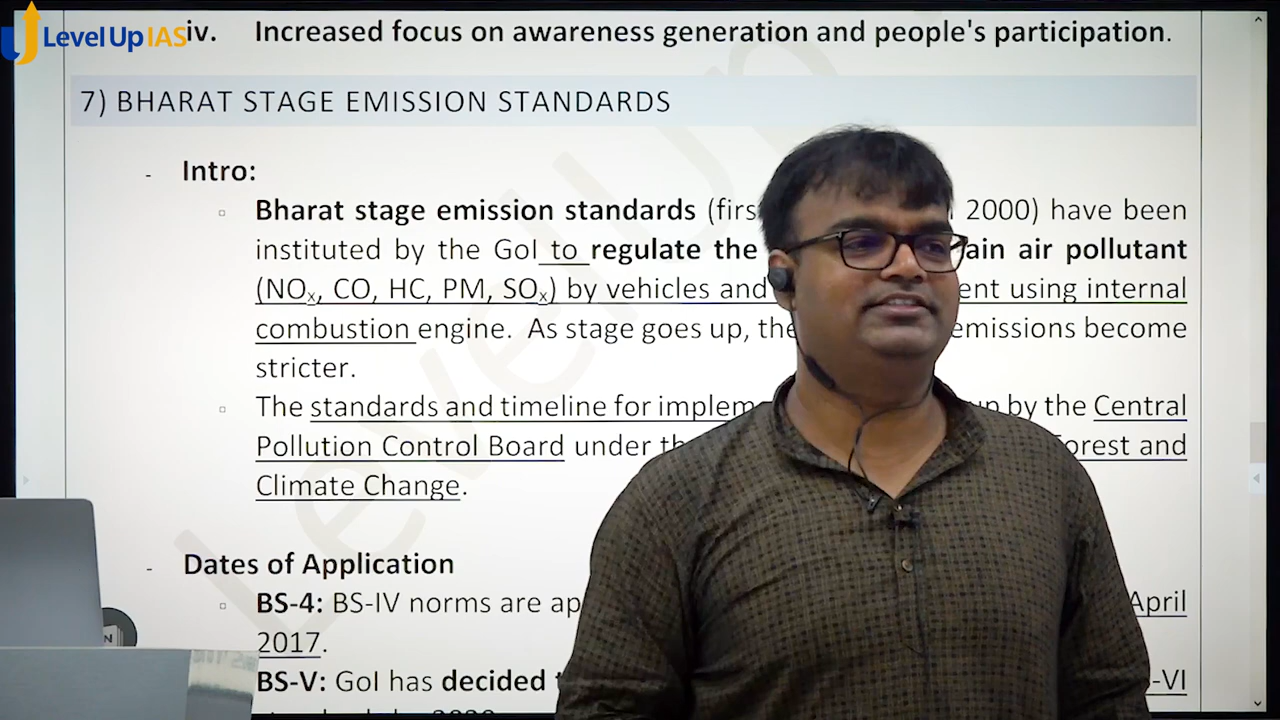 Level Up IAS
iv. Increased focus on awareness generation and people's participation.
7) BHARAT STAGE EMISSION STANDARDS
- Intro:
Bharat stage emission standards (firs 2000) have been
instituted by the GoI to regulate the ain air pollutant
(NOx, CO, HC, PM, SOx) by vehicles and ent using internal
combustion engine. As stage goes up, the emissions become
stricter.
The standards and timeline for implem up by the Central
Pollution Control Board under th orest and
Climate Change.
- Dates of Application
BS-4: BS-IV norms are ap April
2017.
BS-V: GoI has decided -VI
LevelUp
N